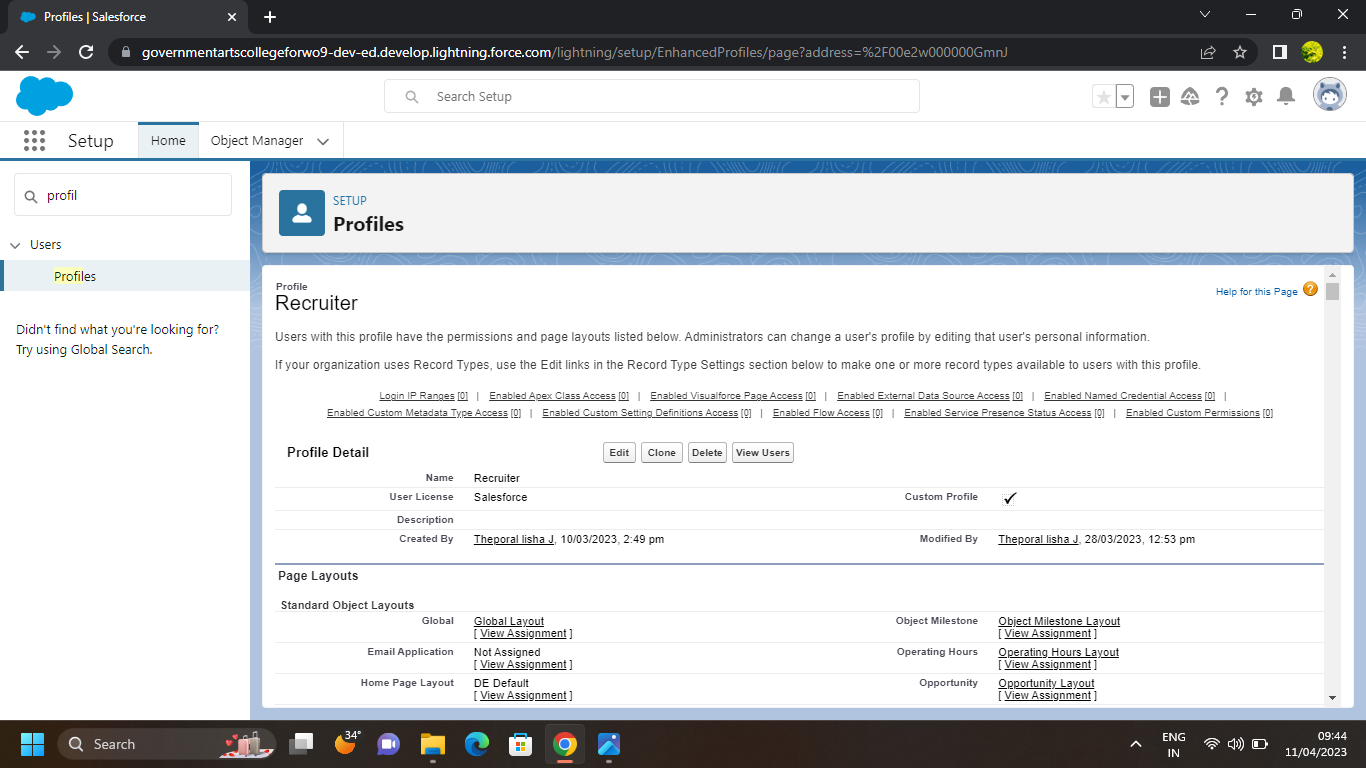 Profiles | Salesforce
governmentartscollegeforwo9-dev-ed.develop.lightning.force.com/lightning/setup/EnhancedProfiles/page?address=%2F00e2w000000GmnJ
Search Setup
Setup
Home
Object Manager
profil
Users
Profiles
Didn't find what you're looking for?
Try using Global Search.
SETUP
Profiles
Profile
Recruiter
Help for this Page ?
Users with this profile have the permissions and page layouts listed below. Administrators can change a user's profile by editing that user's personal information.
If your organization uses Record Types, use the Edit links in the Record Type Settings section below to make one or more record types available to users with this profile.
Login IP Ranges [0] | Enabled Apex Class Access [0] | Enabled Visualforce Page Access [0] | Enabled External Data Source Access [0] | Enabled Named Credential Access [0] |
Enabled Custom Metadata Type Access [0] | Enabled Custom Setting Definitions Access [0] | Enabled Flow Access [0] | Enabled Service Presence Status Access [0] | Enabled Custom Permissions [0]
Profile Detail Edit Clone Delete View Users
Name Recruiter
User License Salesforce Custom Profile ✓
Description
Created By Theporal lisha J, 10/03/2023, 2:49 pm Modified By Theporal lisha J, 28/03/2023, 12:53 pm
Page Layouts
Standard Object Layouts
Global Global Layout Object Milestone Object Milestone Layout
[ View Assignment ] [ View Assignment ]
Email Application Not Assigned Operating Hours Operating Hours Layout
[ View Assignment ] [ View Assignment ]
Home Page Layout DE Default Opportunity Opportunity Layout
[ View Assignment ] [ View Assignment ]
Search
34°
ENG
IN
09:44
11/04/2023